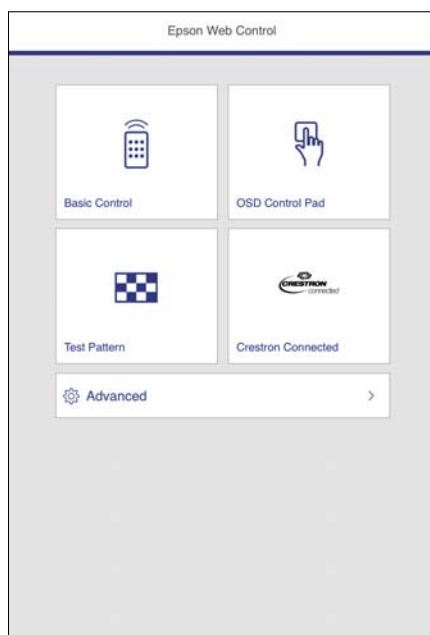 Epson Web Control
Basic Control
OSD Control Pad
Test Pattern
CRESTRON
connected
Crestron Connected
Advanced